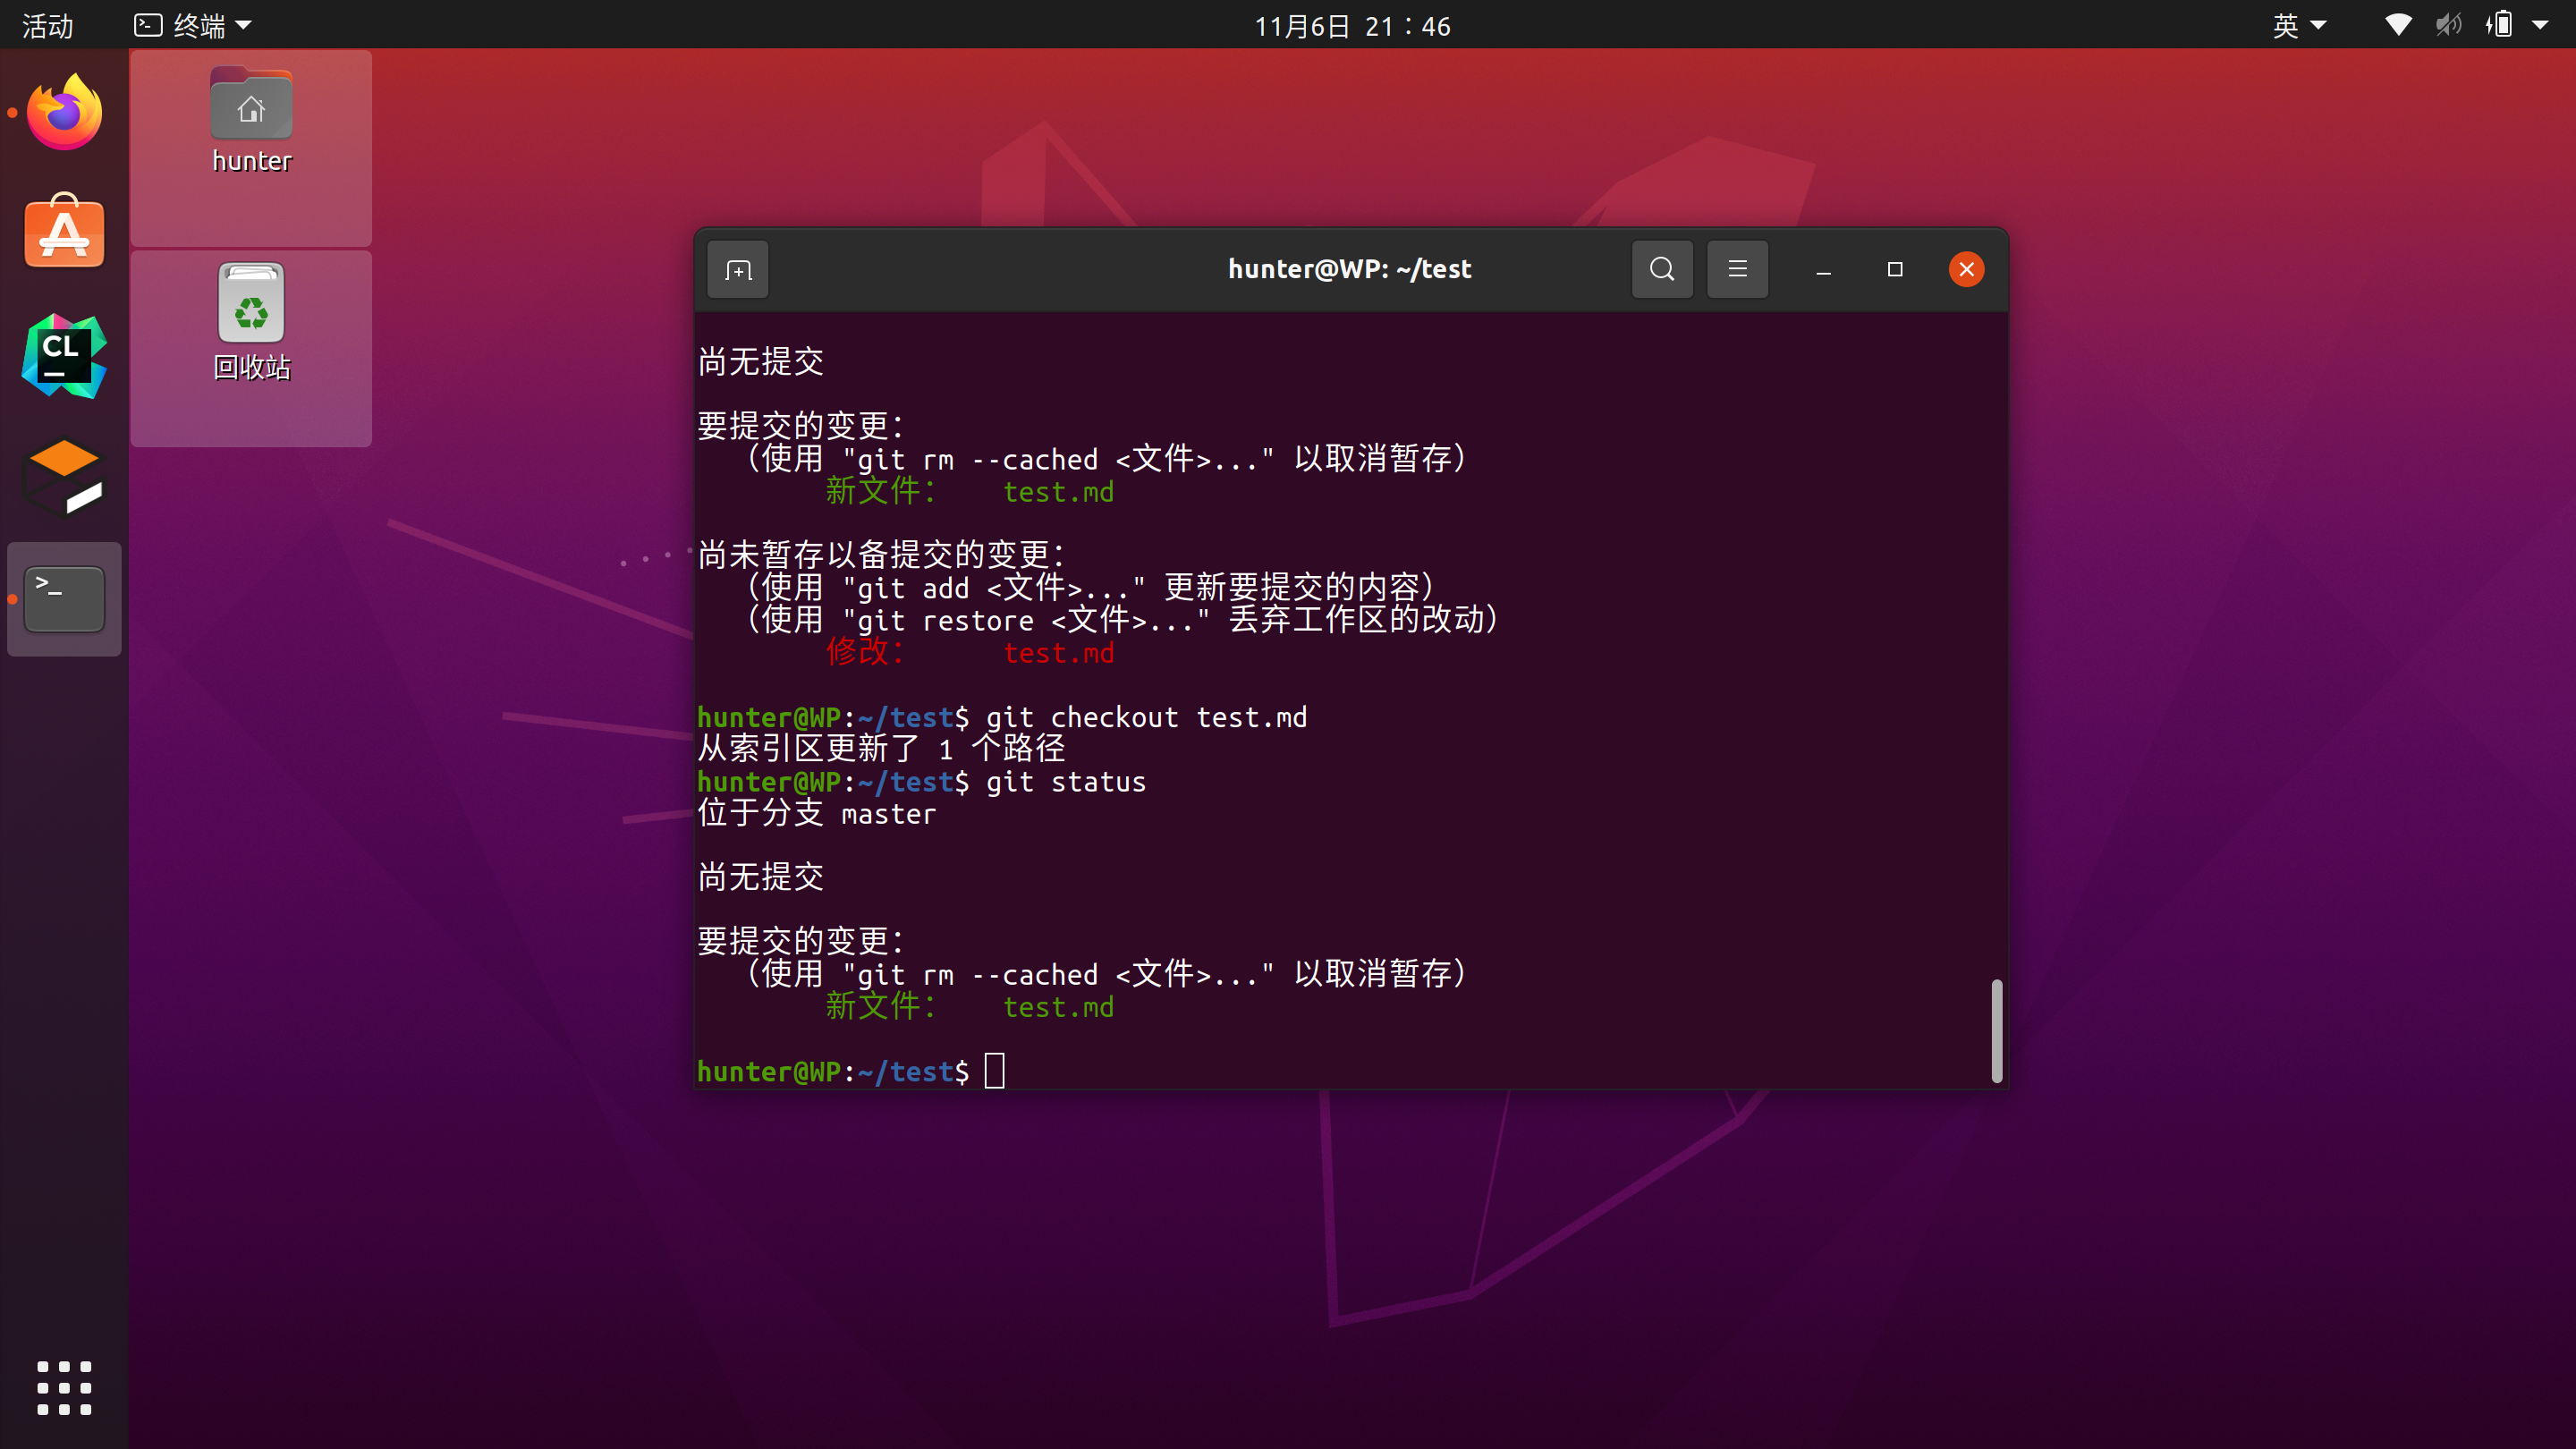 活动
终端
11月6日 21：46
英
hunter
回收站
CL
hunter@WP: ~/test
尚无提交
要提交的变更：
（使用 "git rm --cached <文件>..." 以取消暂存）
新文件： test.md
尚未暂存以备提交的变更：
（使用 "git add <文件>..." 更新要提交的内容）
（使用 "git restore <文件>..." 丢弃工作区的改动）
修改： test.md
hunter@WP:~/test$ git checkout test.md
从索引区更新了 1 个路径
hunter@WP:~/test$ git status
位于分支 master
尚无提交
要提交的变更：
（使用 "git rm --cached <文件>..." 以取消暂存）
新文件： test.md
hunter@WP:~/test$